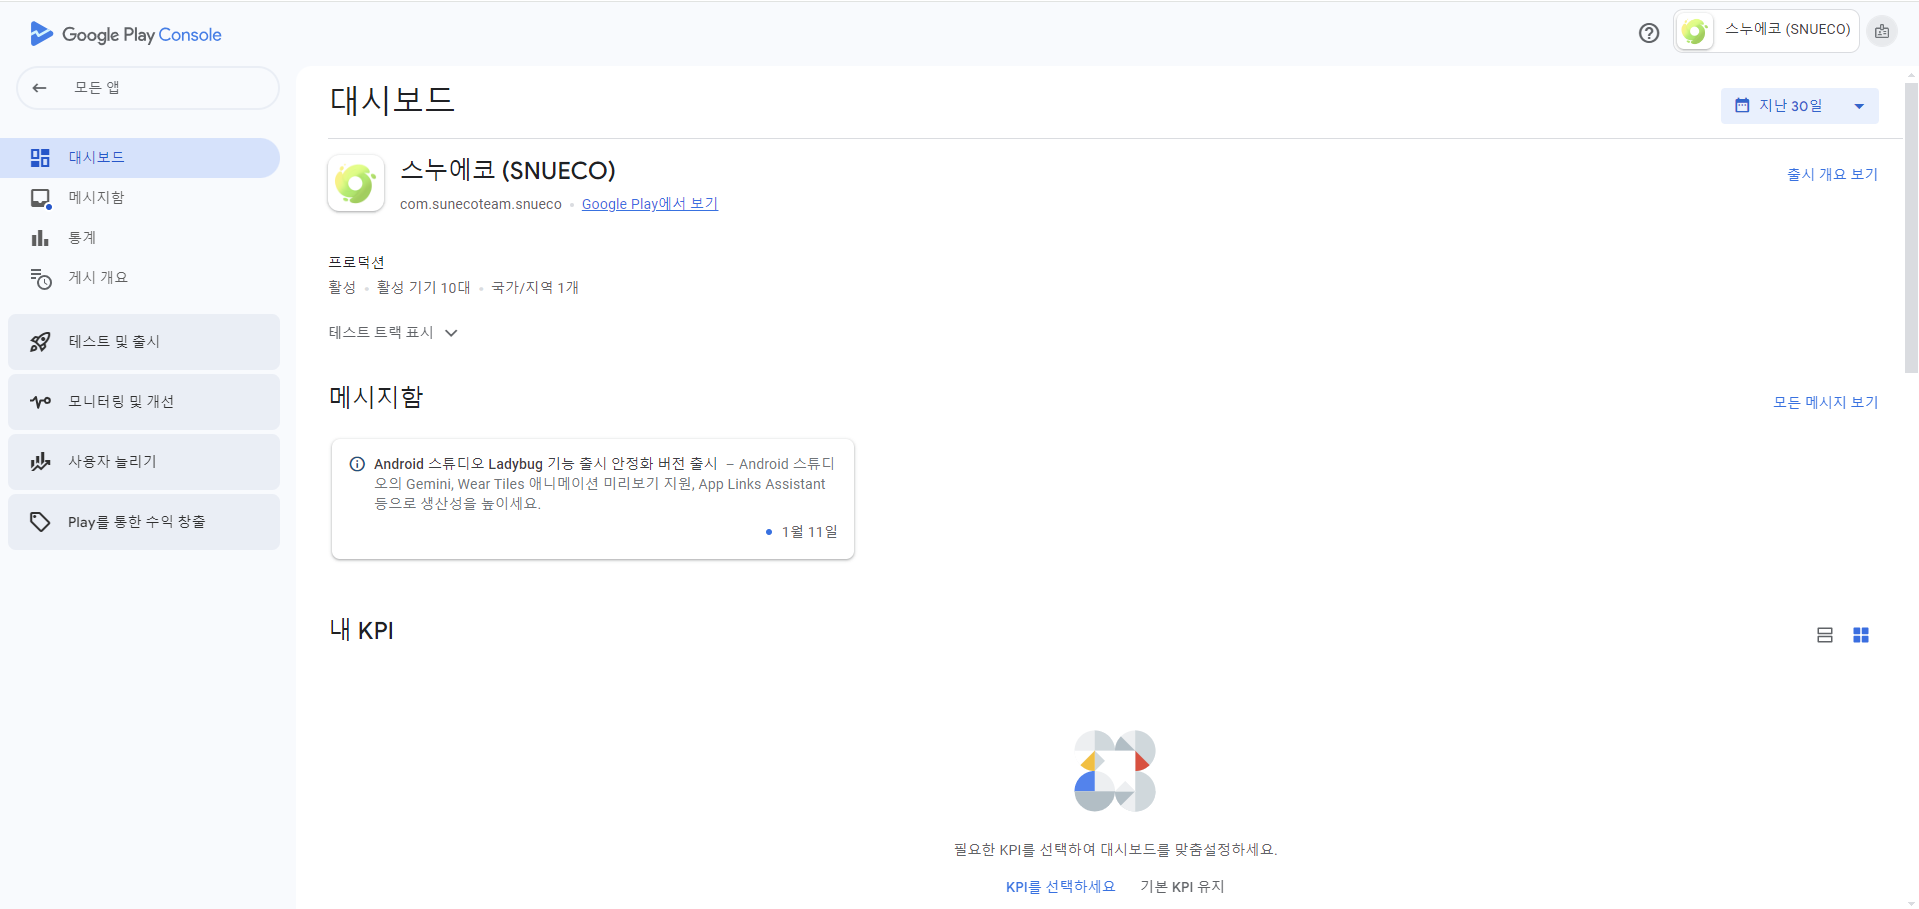 Google Play Console
스누에코 (SNUECO)
모든 앱
대시보드
메시지함
통계
게시 개요
테스트 및 출시
모니터링 및 개선
사용자 늘리기
Play를 통한 수익 창출
대시보드
지난 30일
스누에코 (SNUECO)
출시 개요 보기
com.sunecoteam.snueco • Google Play에서 보기
프로덕션
활성 • 활성 기기 10대 • 국가/지역 1개
테스트 트랙 표시
메시지함
모든 메시지 보기
Android 스튜디오 Ladybug 기능 출시 안정화 버전 출시 – Android 스튜디
오의 Gemini, Wear Tiles 애니메이션 미리보기 지원, App Links Assistant
등으로 생산성을 높이세요.
• 1월 11일
내 KPI
필요한 KPI를 선택하여 대시보드를 맞춤설정하세요.
KPI를 선택하세요 기본 KPI 유지